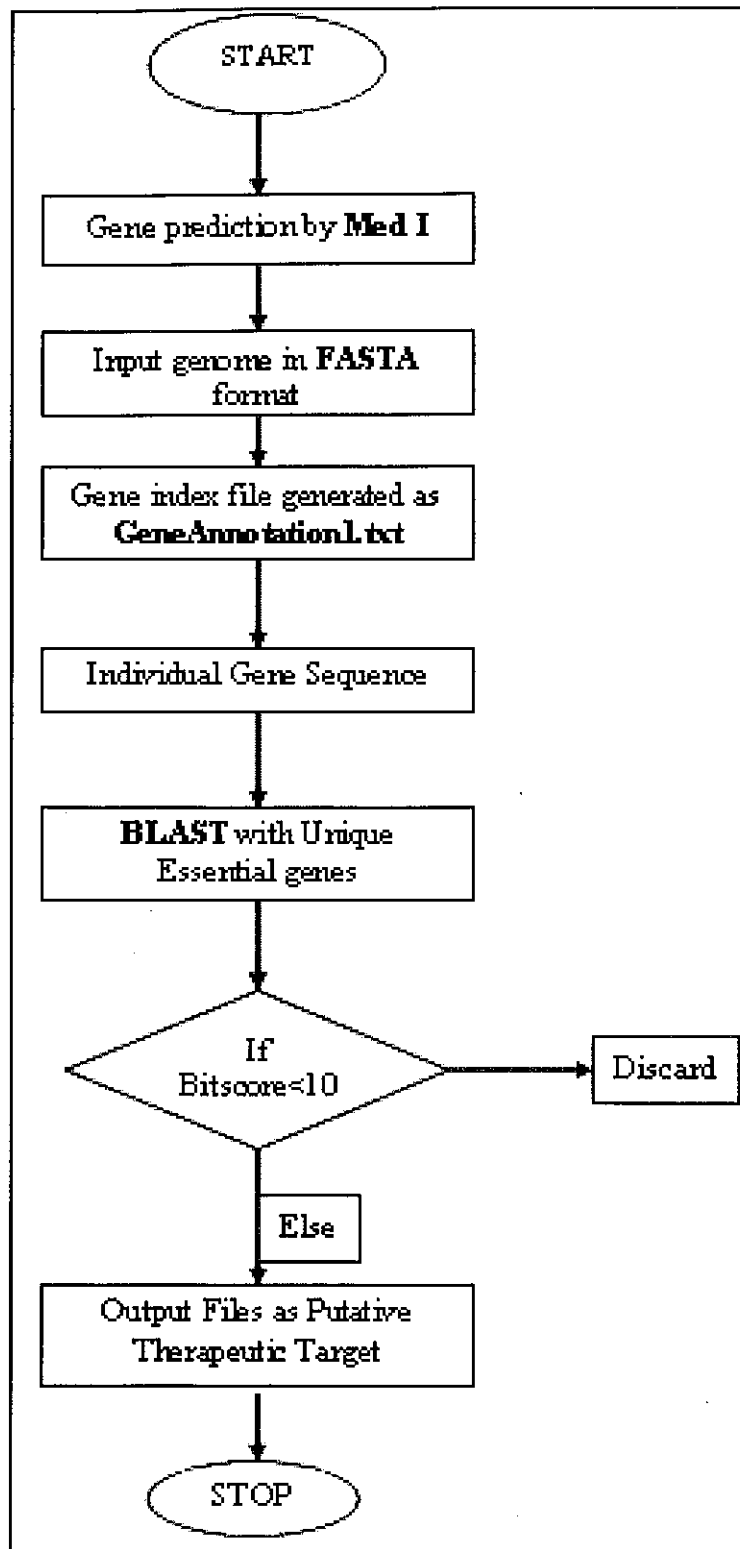 START
Gene prediction by Med I
Input genome in FASTA
format
Gene index file generated as
GeneAnnotation1.txt
Individual Gene Sequence
BLAST with Unique
Essential genes
If
Bitscore<10
Discard
Else
Output Files as Putative
Therapeutic Target
STOP